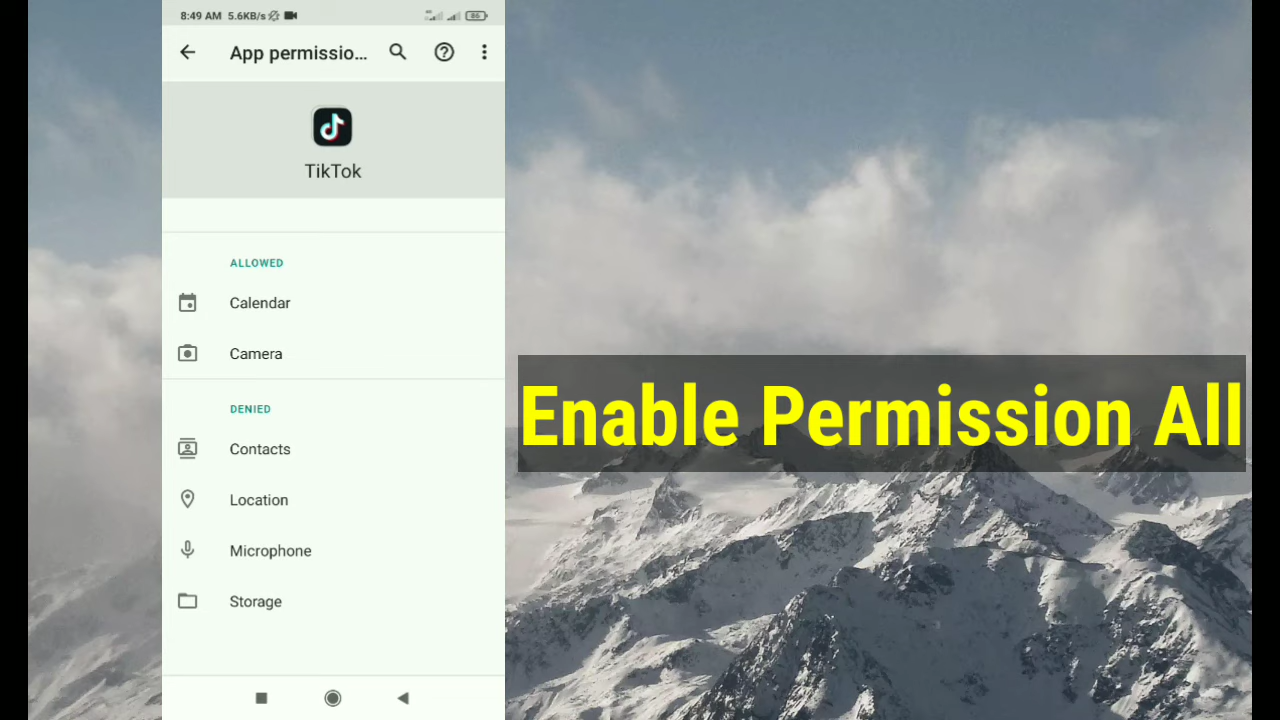 8:49 AM 5.6KB/s 86
App permissio...
TikTok
ALLOWED
Calendar
Camera
DENIED
Contacts
Location
Microphone
Storage
Enable Permission All